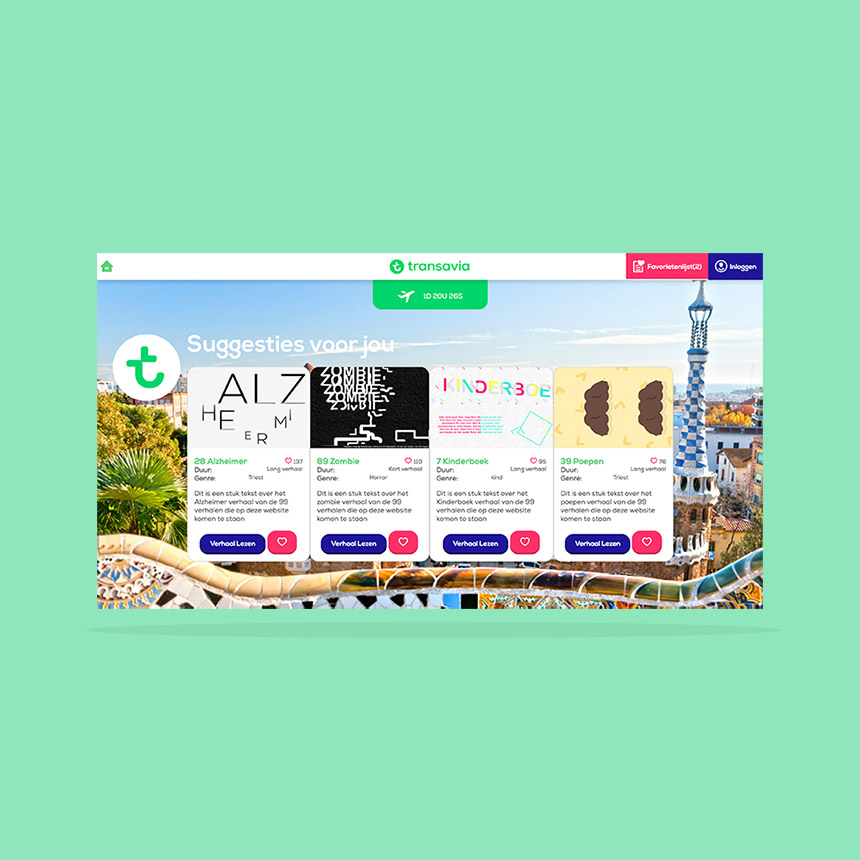 transavia
Favorietenlijst(2)
Inloggen
1D 20U 26S
Suggesties voor jou
ALZ
HEERMI
ZOMBIE
ZOMBIE
ZOMBIE
ZOMBIE
KINDERBOE
28 Alzheimer 137
Duur: Lang verhaal
Genre: Triest
Dit is een stuk tekst over het
Alzheimer verhaal van de 99
verhalen die op deze website
komen te staan
Verhaal Lezen
89 Zombie 110
Duur: Kort verhaal
Genre: Horror
Dit is een stuk tekst over het
zombie verhaal van de 99
verhalen die op deze website
komen te staan
Verhaal Lezen
7 Kinderboek 95
Duur: Lang verhaal
Genre: kind
Dit is een stuk tekst over het
Kinderboek verhaal van de 99
verhalen die op deze website
komen te staan
Verhaal Lezen
39 Poepen 76
Duur: Lang verhaal
Genre: Triest
Dit is een stuk tekst over het
poepen verhaal van de 99
verhalen die op deze website
komen te staan
Verhaal Lezen